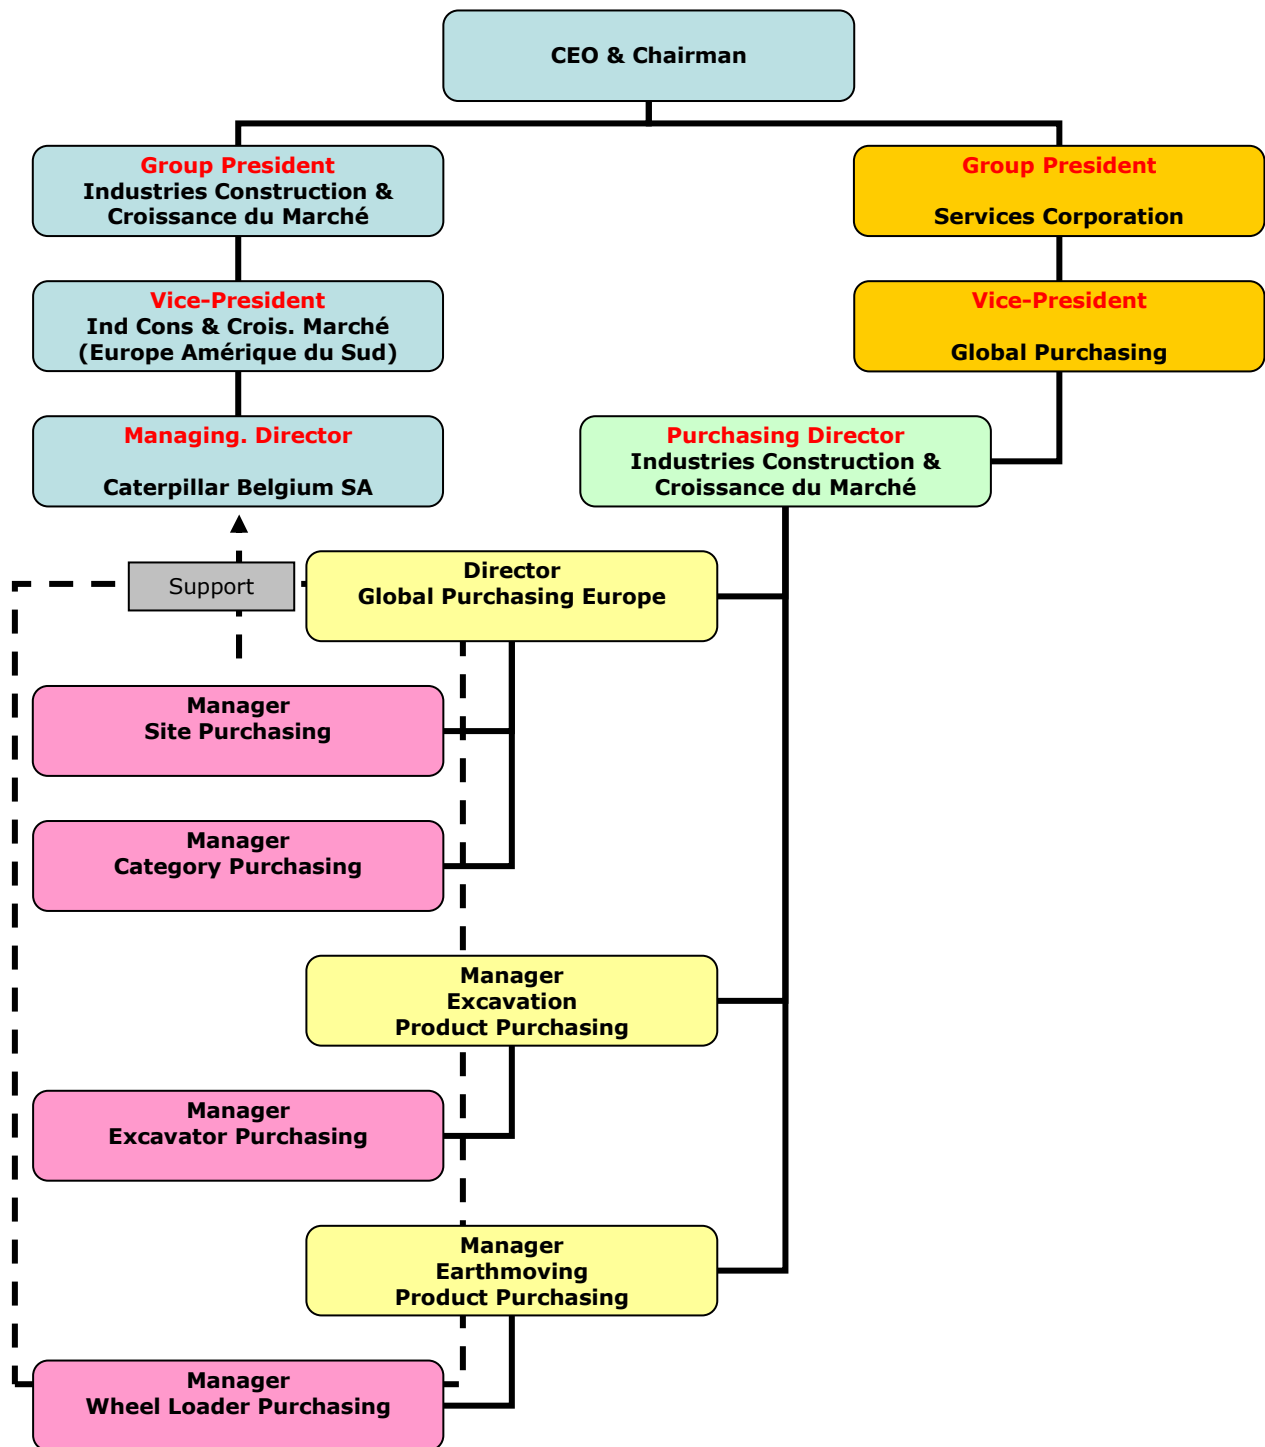 CEO & Chairman
Group President
Industries Construction &
Croissance du Marché
Group President
Services Corporation
Vice-President
Ind Cons & Crois. Marché
(Europe Amérique du Sud)
Vice-President
Global Purchasing
Managing. Director
Caterpillar Belgium SA
Purchasing Director
Industries Construction &
Croissance du Marché
Support
Director
Global Purchasing Europe
Manager
Site Purchasing
Manager
Category Purchasing
Manager
Excavation
Product Purchasing
Manager
Excavator Purchasing
Manager
Earthmoving
Product Purchasing
Manager
Wheel Loader Purchasing